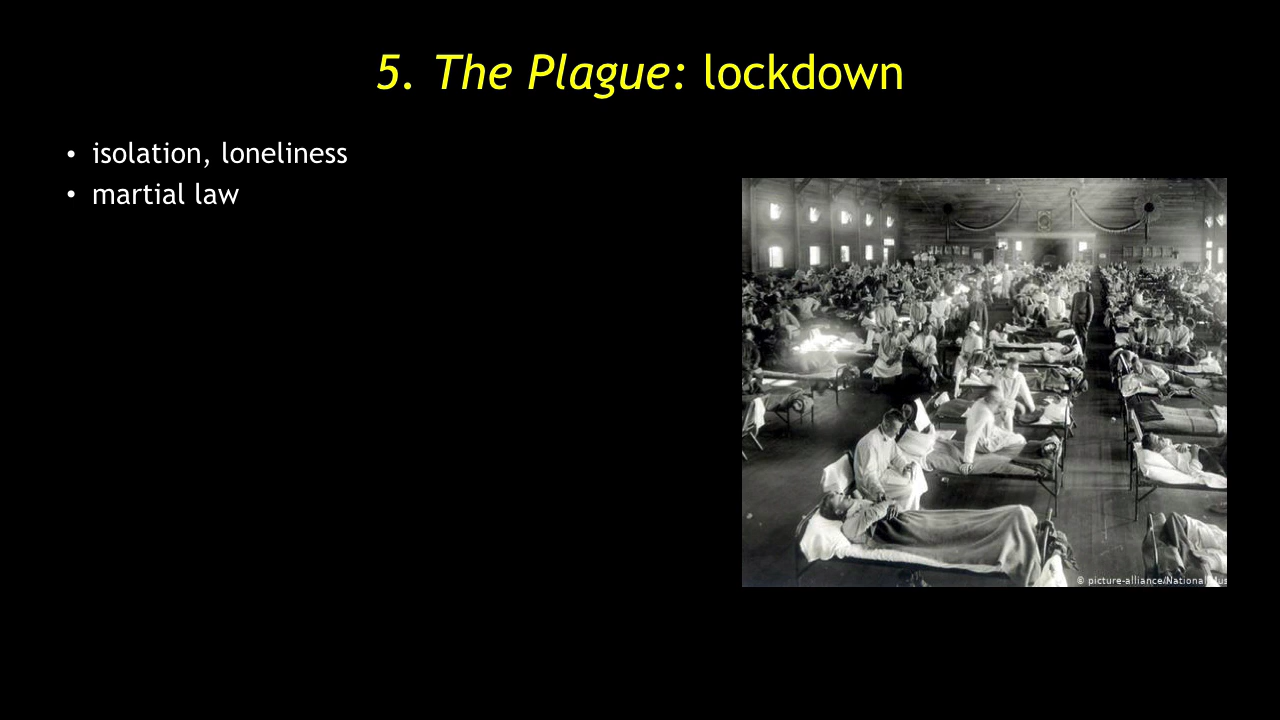 5. The Plague: lockdown
• isolation, loneliness
• martial law
© picture-alliance/National